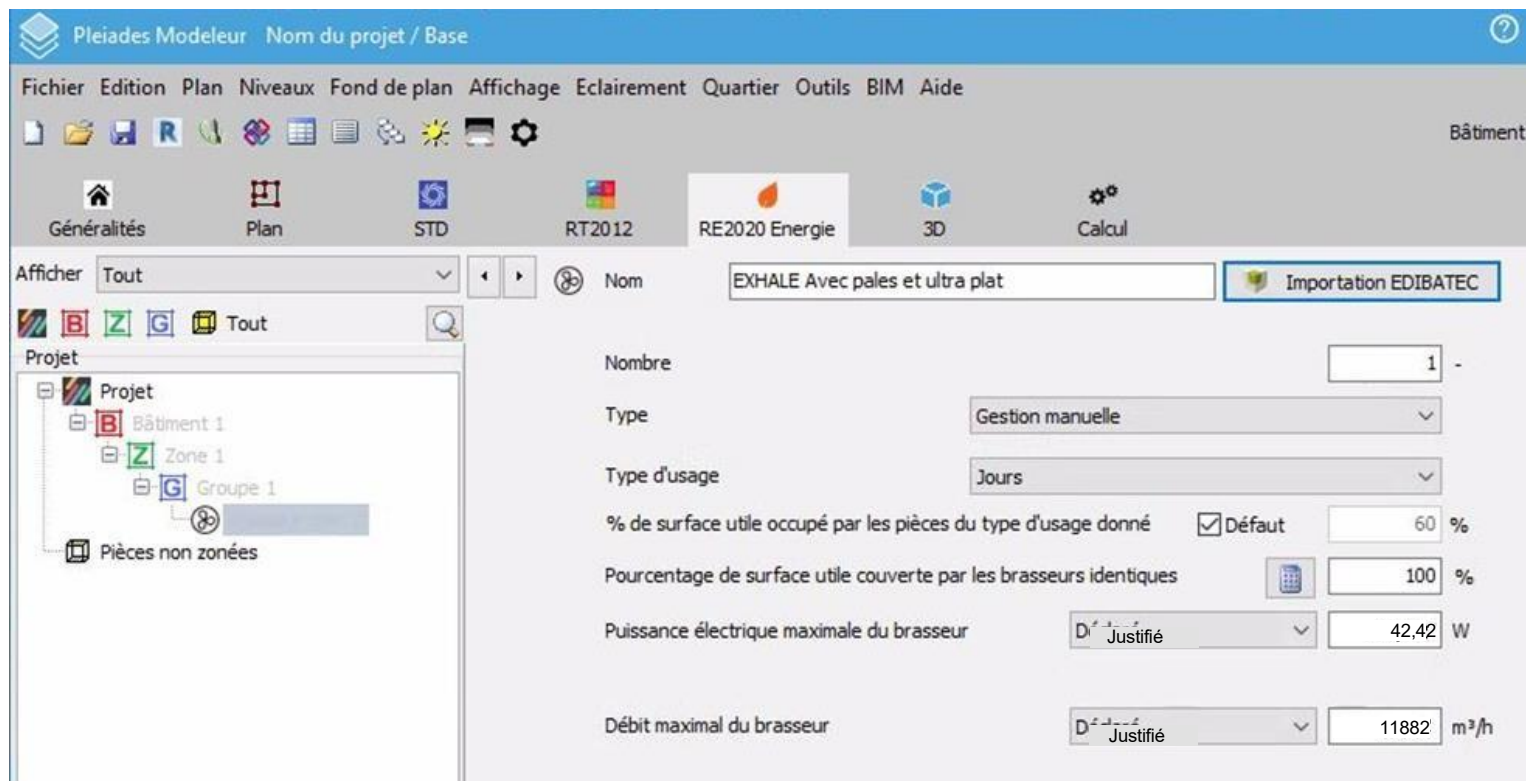 Pleiades Modeleur Nom du projet / Base
Fichier Edition Plan Niveaux Fond de plan Affichage Eclairement Quartier Outils BIM Aide
R
Bâtiment
Généralités Plan STD RT2012 RE2020 Energie 3D Calcul
Afficher Tout
Nom EXHALE Avec pales et ultra plat Importation EDIBATEC
B Z G Tout
Projet
Projet
B Bâtiment 1
Z Zone 1
G Groupe 1
Pièces non zonées
Nombre 1 -
Type Gestion manuelle
Type d'usage Jours
% de surface utile occupé par les pièces du type d'usage donné Défaut 60 %
Pourcentage de surface utile couverte par les brasseurs identiques 100 %
Puissance électrique maximale du brasseur Justifié 42,42 W
Débit maximal du brasseur Justifié 11882 m³/h